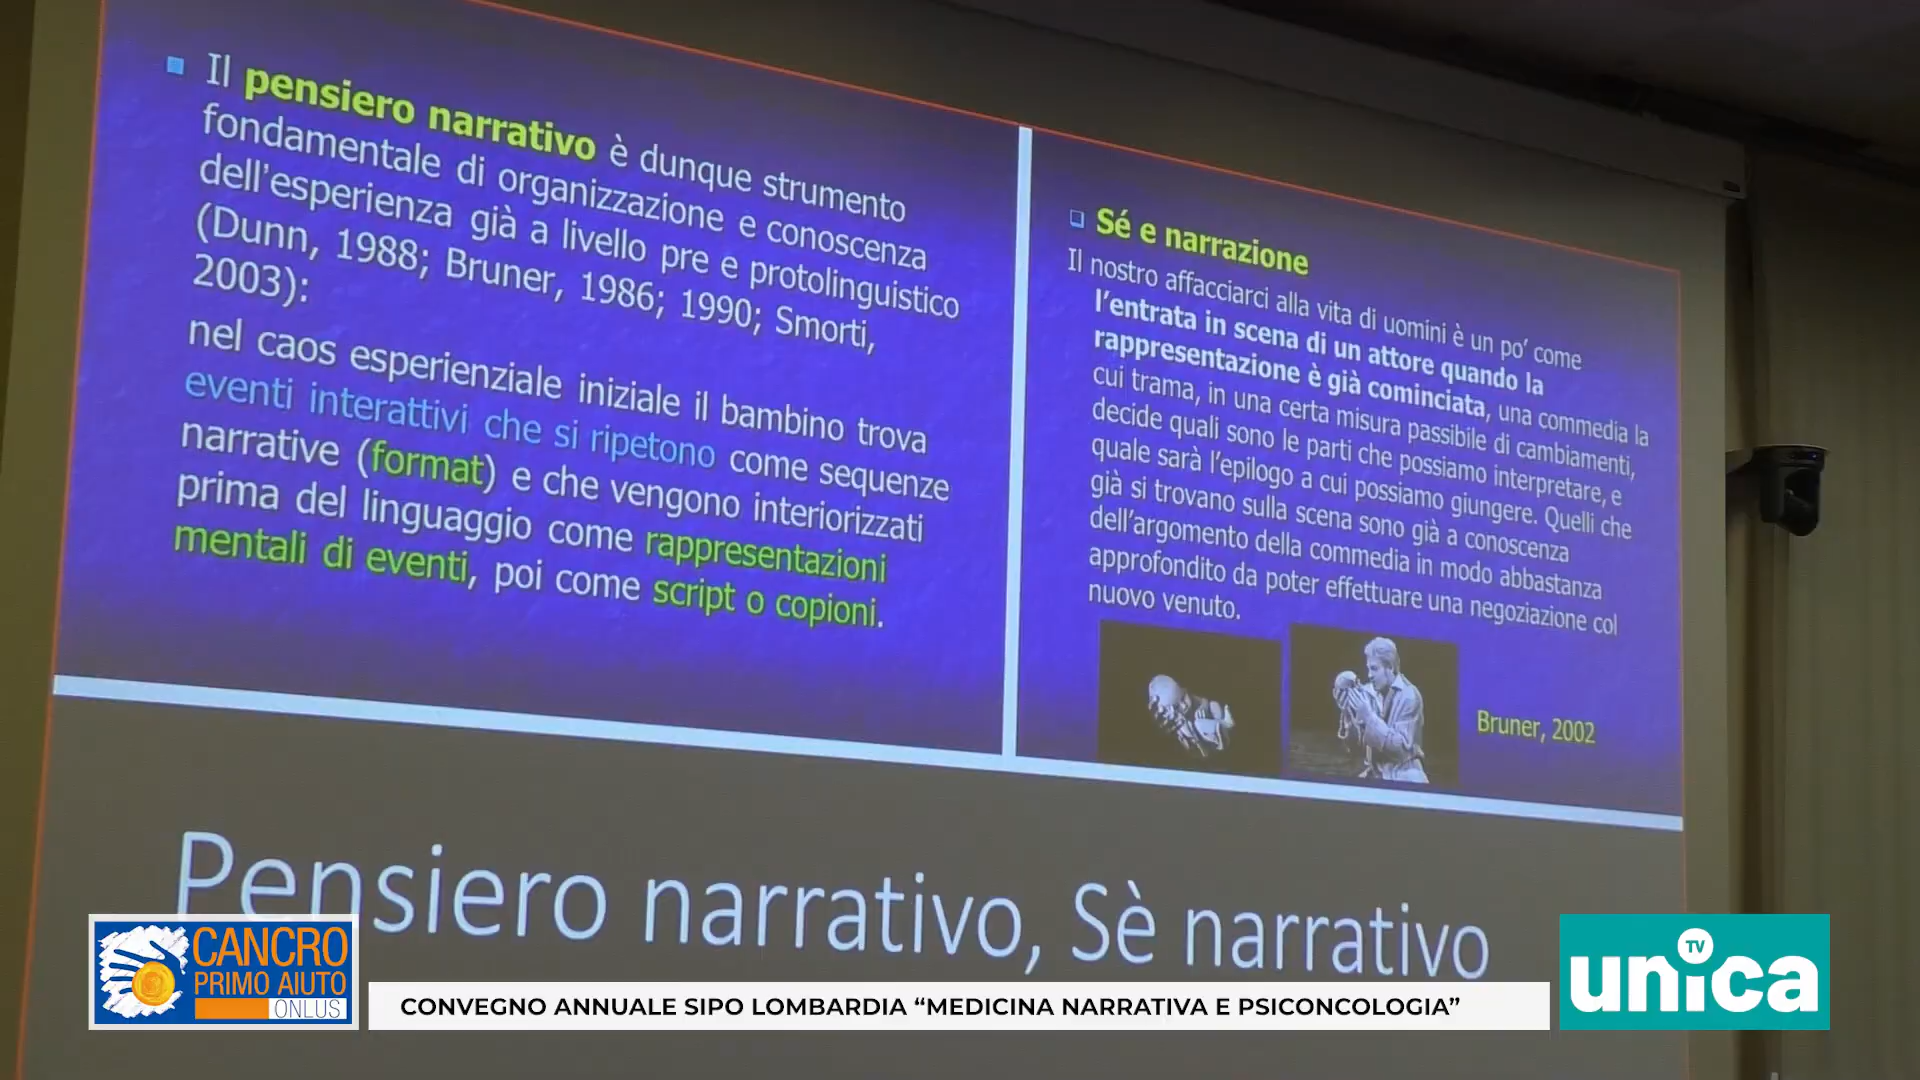 Il pensiero narrativo è dunque strumento
fondamentale di organizzazione e conoscenza
dell'esperienza già a livello pre e protolinguistico
(Dunn, 1988; Bruner, 1986; 1990; Smorti,
2003):
nel caos esperienziale iniziale il bambino trova
eventi interattivi che si ripetono come sequenze
narrative (format) e che vengono interiorizzati
prima del linguaggio come rappresentazioni
mentali di eventi, poi come script o copioni.
Sé e narrazione
Il nostro affacciarci alla vita di uomini è un po' come
l'entrata in scena di un attore quando la
rappresentazione è già cominciata, una commedia la
cui trama, in una certa misura passibile di cambiamenti,
decide quali sono le parti che possiamo interpretare, e
quale sarà l'epilogo a cui possiamo giungere. Quelli che
già si trovano sulla scena sono già a conoscenza
dell'argomento della commedia in modo abbastanza
approfondito da poter effettuare una negoziazione col
nuovo venuto.
Bruner, 2002
Pensiero narrativo, Sè narrativo
CANCRO
PRIMO AIUTO
ONLUS
CONVEGNO ANNUALE SIPO LOMBARDIA “MEDICINA NARRATIVA E PSICONCOLOGIA”
TV
unica